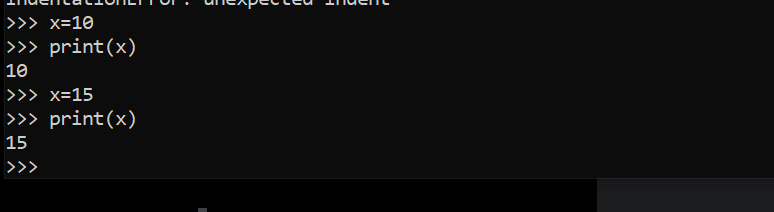 IndentationError: unexpected indent
>>> x=10
>>> print(x)
10
>>> x=15
>>> print(x)
15
>>>